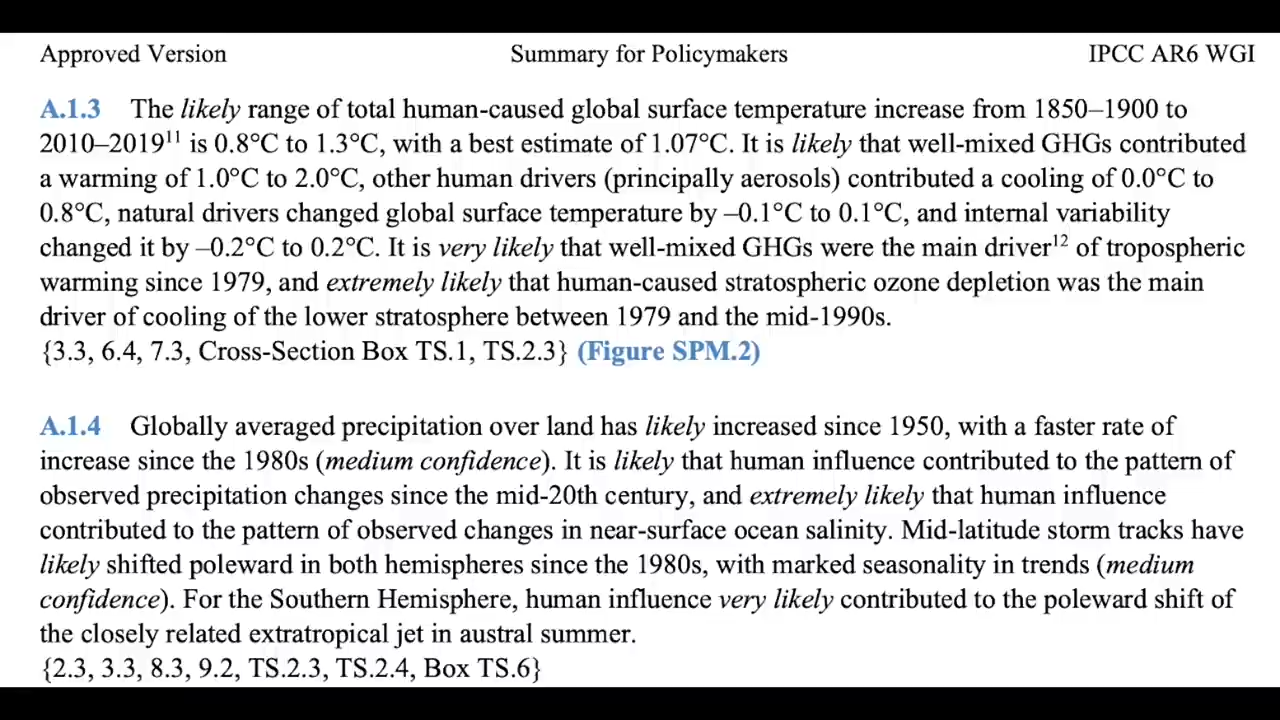 Approved Version Summary for Policymakers IPCC AR6 WGI
A.1.3 The likely range of total human-caused global surface temperature increase from 1850–1900 to
2010–2019¹¹ is 0.8°C to 1.3°C, with a best estimate of 1.07°C. It is likely that well-mixed GHGs contributed
a warming of 1.0°C to 2.0°C, other human drivers (principally aerosols) contributed a cooling of 0.0°C to
0.8°C, natural drivers changed global surface temperature by –0.1°C to 0.1°C, and internal variability
changed it by –0.2°C to 0.2°C. It is very likely that well-mixed GHGs were the main driver¹² of tropospheric
warming since 1979, and extremely likely that human-caused stratospheric ozone depletion was the main
driver of cooling of the lower stratosphere between 1979 and the mid-1990s.
{3.3, 6.4, 7.3, Cross-Section Box TS.1, TS.2.3} (Figure SPM.2)
A.1.4 Globally averaged precipitation over land has likely increased since 1950, with a faster rate of
increase since the 1980s (medium confidence). It is likely that human influence contributed to the pattern of
observed precipitation changes since the mid-20th century, and extremely likely that human influence
contributed to the pattern of observed changes in near-surface ocean salinity. Mid-latitude storm tracks have
likely shifted poleward in both hemispheres since the 1980s, with marked seasonality in trends (medium
confidence). For the Southern Hemisphere, human influence very likely contributed to the poleward shift of
the closely related extratropical jet in austral summer.
{2.3, 3.3, 8.3, 9.2, TS.2.3, TS.2.4, Box TS.6}